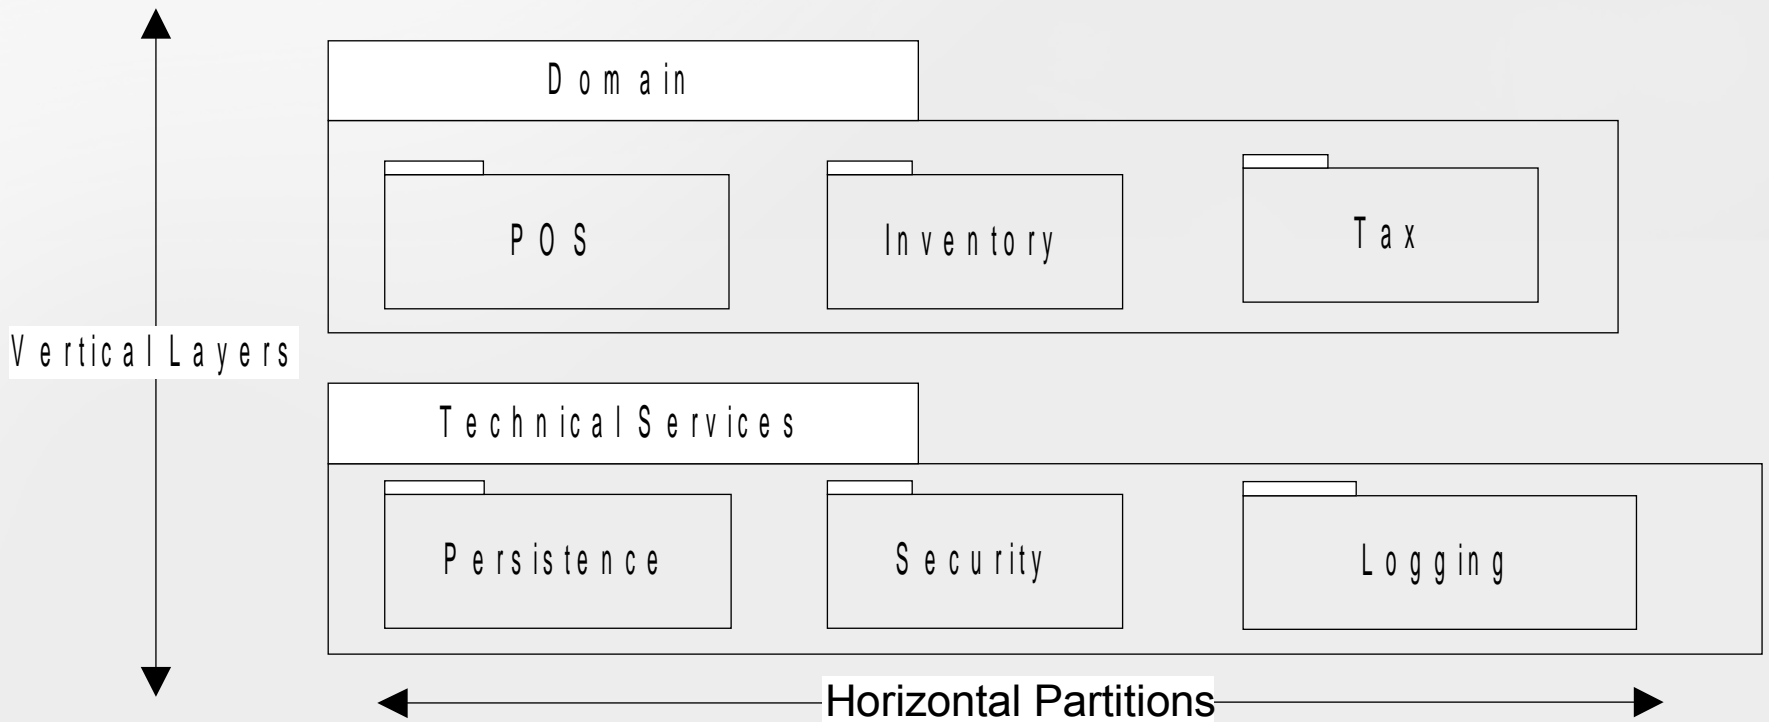 Domain
POS
Inventory
Tax
Vertical Layers
Technical Services
Persistence
Security
Logging
Horizontal Partitions